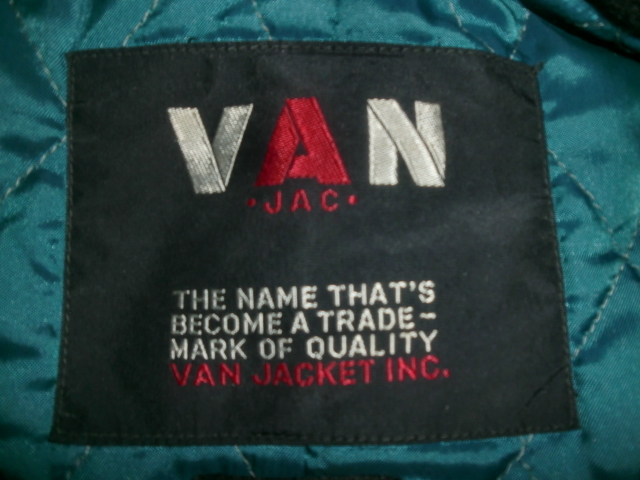 VAN
·JAC·
THE NAME THAT'S
BECOME A TRADE-
MARK OF QUALITY
VAN JACKET INC.